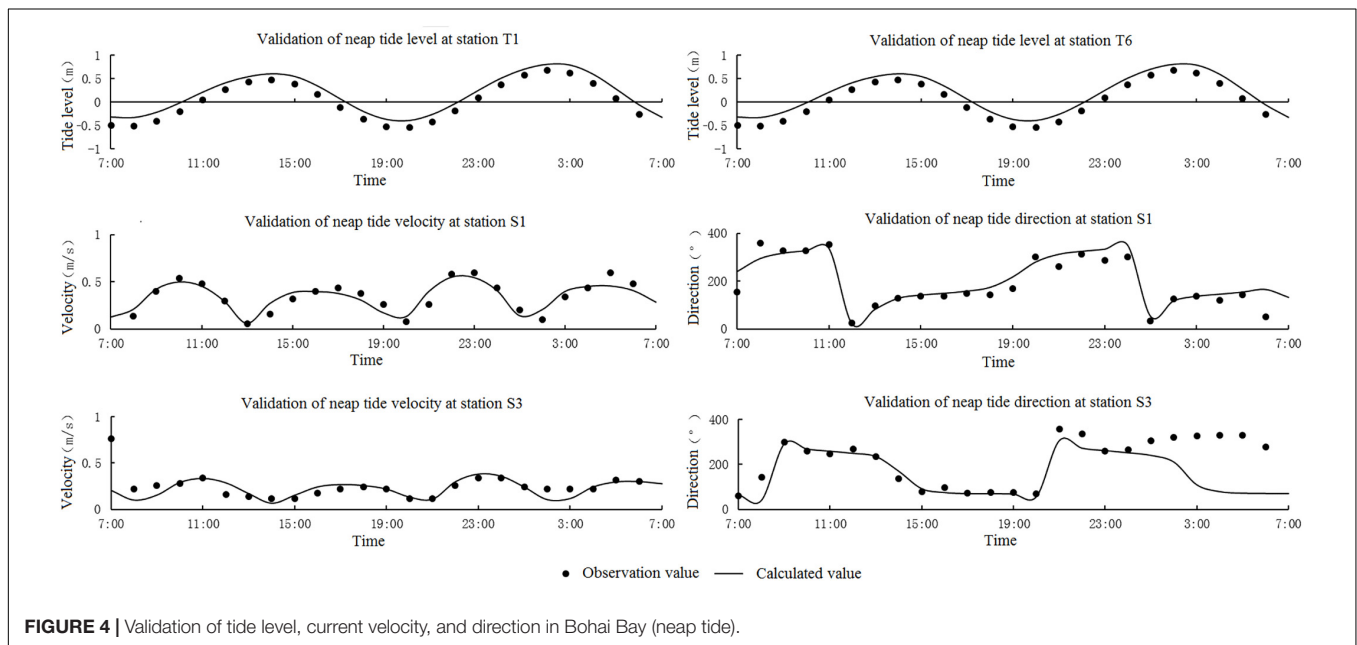 Validation of neap tide level at station T1
Tide level (m)
1
0.5
0
-0.5
-1
7:00 11:00 15:00 19:00 23:00 3:00 7:00
Time
Validation of neap tide level at station T6
Tide level (m)
1
0.5
0
-0.5
-1
7:00 11:00 15:00 19:00 23:00 3:00 7:00
Time
Validation of neap tide velocity at station S1
Velocity (m/s)
1
0.5
0
7:00 11:00 15:00 19:00 23:00 3:00 7:00
Time
Validation of neap tide direction at station S1
Direction (°)
400
200
0
7:00 11:00 15:00 19:00 23:00 3:00 7:00
Time
Validation of neap tide velocity at station S3
Velocity (m/s)
1
0.5
0
7:00 11:00 15:00 19:00 23:00 3:00 7:00
Time
Validation of neap tide direction at station S3
Direction (°)
400
200
0
7:00 11:00 15:00 19:00 23:00 3:00 7:00
Time
Observation value Calculated value
FIGURE 4 | Validation of tide level, current velocity, and direction in Bohai Bay (neap tide).